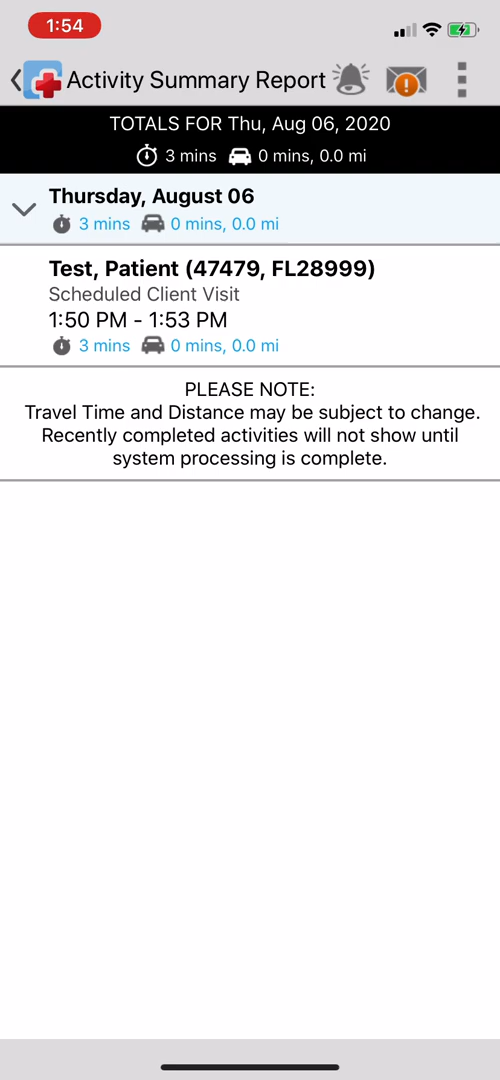 1:54
Activity Summary Report
TOTALS FOR Thu, Aug 06, 2020
3 mins 0 mins, 0.0 mi
Thursday, August 06
3 mins 0 mins, 0.0 mi
Test, Patient (47479, FL28999)
Scheduled Client Visit
1:50 PM - 1:53 PM
3 mins 0 mins, 0.0 mi
PLEASE NOTE:
Travel Time and Distance may be subject to change.
Recently completed activities will not show until
system processing is complete.